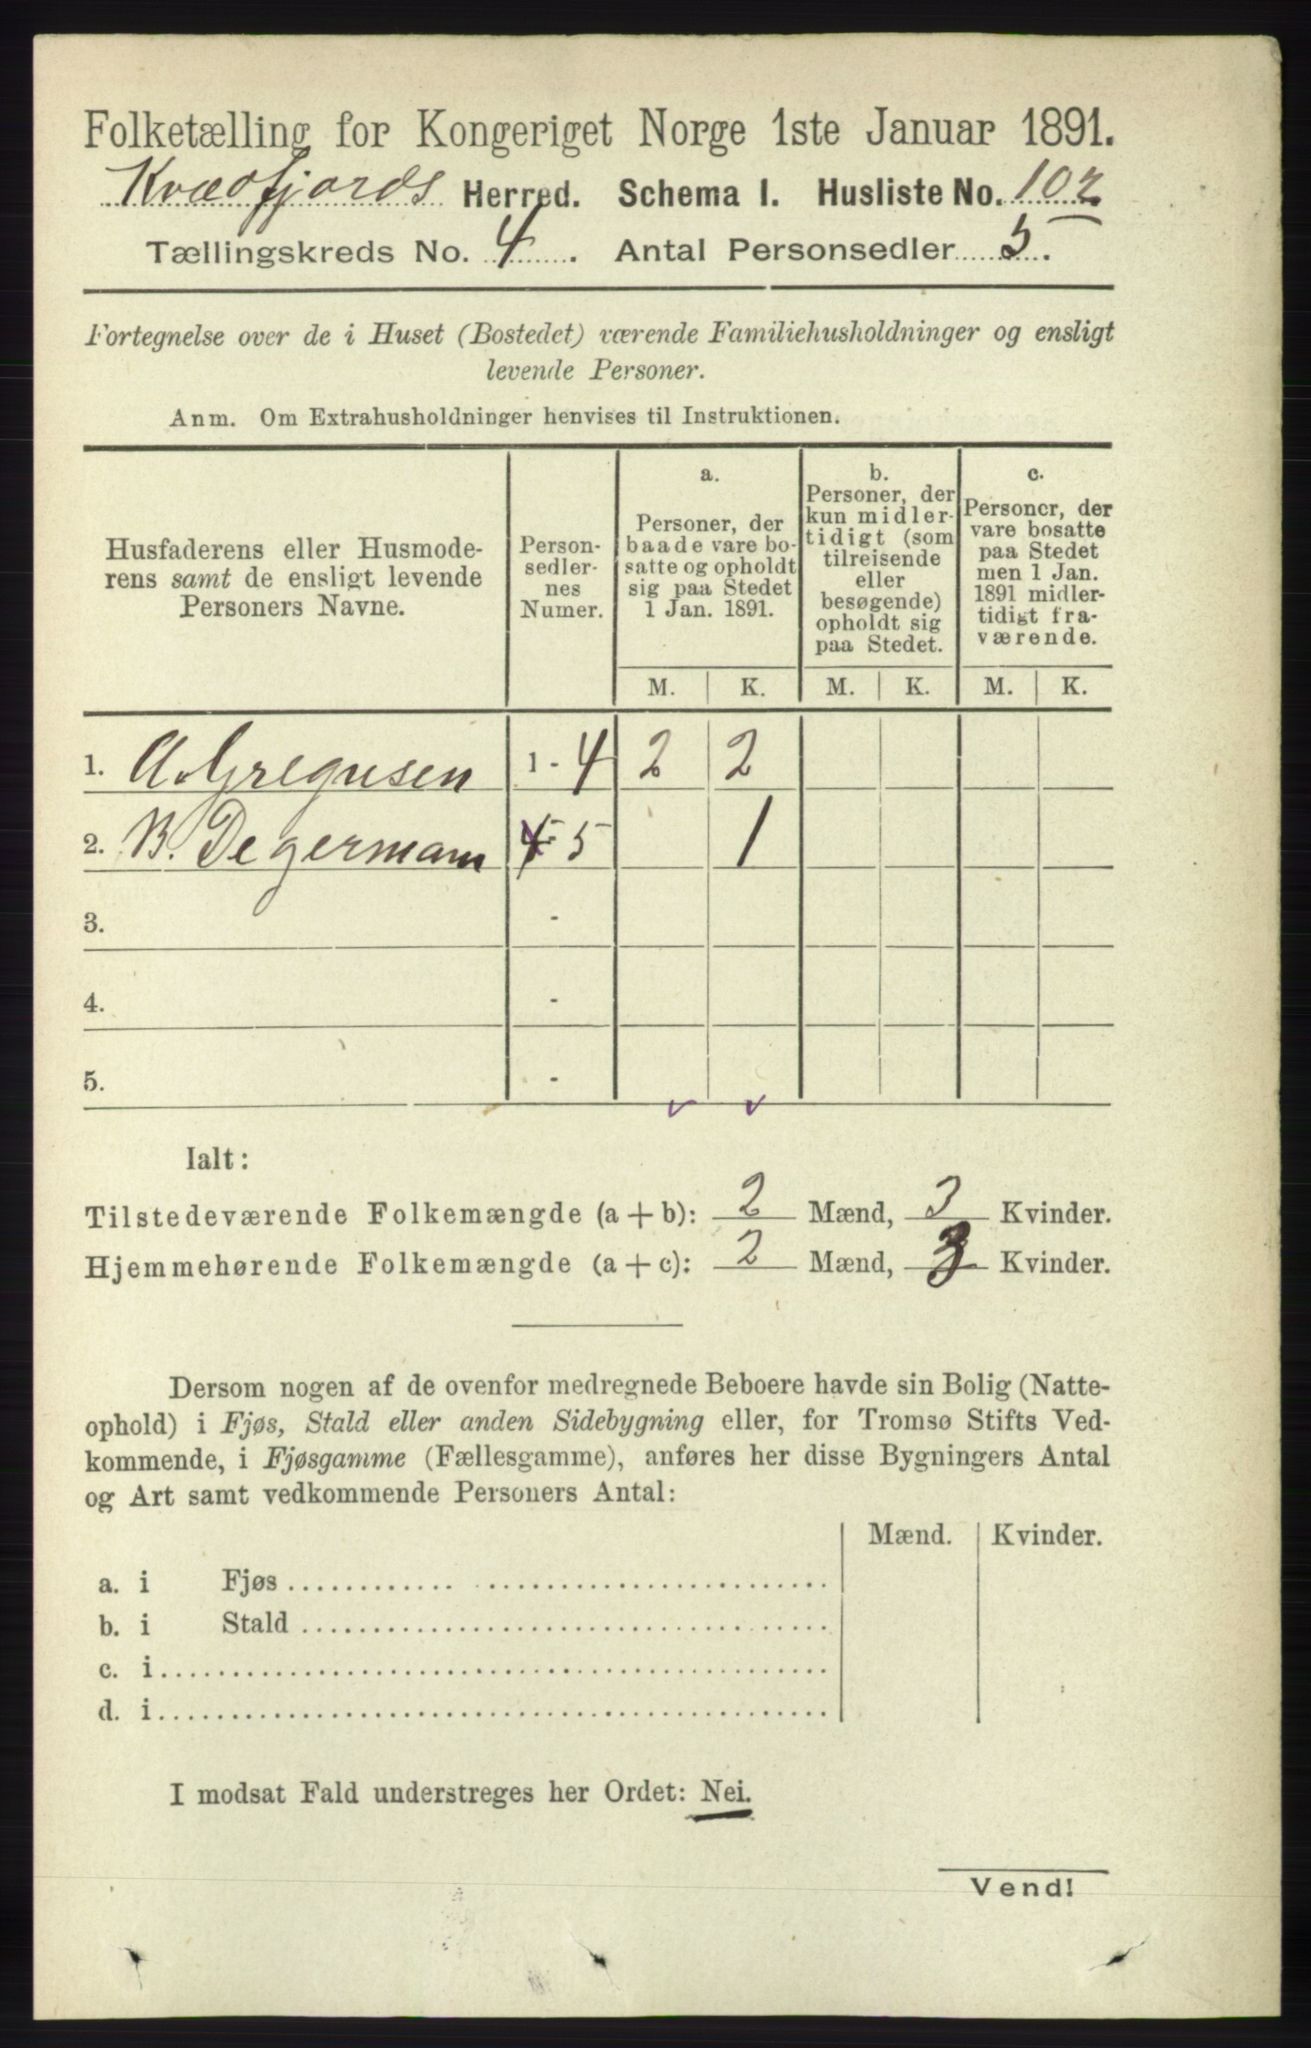 Folketælling for Kongeriget Norge 1ste Januar 1891.
Kvædfjords Herred. Schema I. Husliste No. 102
Tællingskreds No. 4. Antal Personsedler 5.
Fortegnelse over de i Huset (Bostedet) værende Familiehusholdninger og ensligt
levende Personer.
Anm. Om Extrahusholdninger henvises til Instruktionen.
Husfaderens eller Husmode-
rens samt de ensligt levende
Personers Navne.
Person-
sedler-
nes
Numer.
a.
Personer, der
baade vare bo-
satte og opholdt
sig paa Stedet
1 Jan. 1891.
b.
Personer, der
kun midler-
tidigt (som
tilreisende
eller
besøgende)
opholdt sig
paa Stedet.
c.
Personer, der
vare bosatte
paa Stedet
men 1 Jan.
1891 midler-
tidigt fra-
værende.
M. K. M. K. M. K.
1. A. Gregusen 1 - 4 2 2
2. B. Degermann 5 1
3. -
4. -
5. -
Ialt:
Tilstedeværende Folkemængde (a + b): 2 Mænd, 3 Kvinder.
Hjemmehørende Folkemængde (a + c): 2 Mænd, 3 Kvinder.
Dersom nogen af de ovenfor medregnede Beboere havde sin Bolig (Natte-
ophold) i Fjøs, Stald eller anden Sidebygning eller, for Tromsø Stifts Ved-
kommende, i Fjøsgamme (Fællesgamme), anføres her disse Bygningers Antal
og Art samt vedkommende Personers Antal:
Mænd. Kvinder.
a. i Fjøs
b. i Stald
c. i
d. i
I modsat Fald understreges her Ordet: Nei.
Vend!